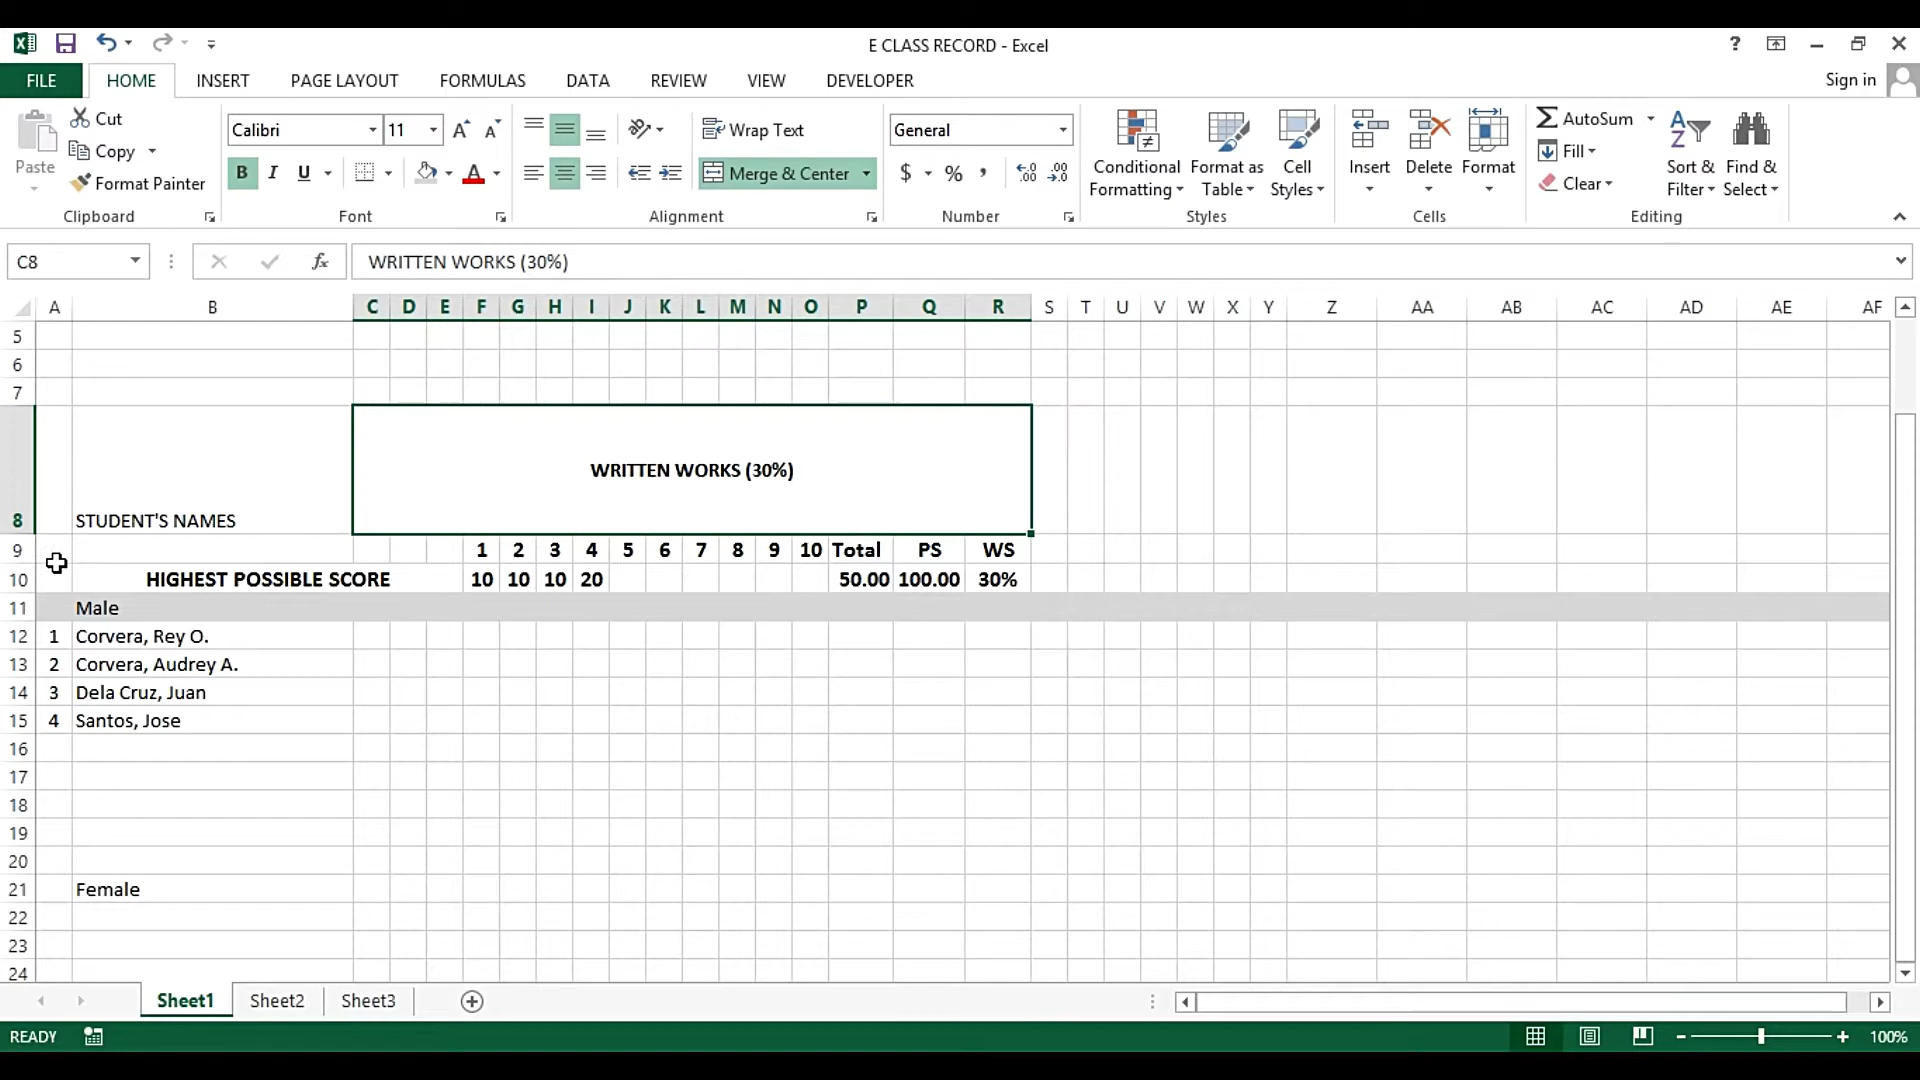 E CLASS RECORD - Excel
?
FILE HOME INSERT PAGE LAYOUT FORMULAS DATA REVIEW VIEW DEVELOPER Sign in
Paste Cut Copy Format Painter
Calibri 11
B I U A
Wrap Text
Merge & Center
General
$ % ,
Conditional Formatting Format as Table Cell Styles
Insert Delete Format
AutoSum Fill Clear
Sort & Filter Find & Select
Clipboard Font Alignment Number Styles Cells Editing
C8 fx WRITTEN WORKS (30%)
A B C D E F G H I J K L M N O P Q R S T U V W X Y Z AA AB AC AD AE AF
5
6
7
8 STUDENT'S NAMES WRITTEN WORKS (30%)
9 1 2 3 4 5 6 7 8 9 10 Total PS WS
10 HIGHEST POSSIBLE SCORE 10 10 10 20 50.00 100.00 30%
11 Male
12 1 Corvera, Rey O.
13 2 Corvera, Audrey A.
14 3 Dela Cruz, Juan
15 4 Santos, Jose
16
17
18
19
20
21 Female
22
23
24
Sheet1 Sheet2 Sheet3
READY 100%